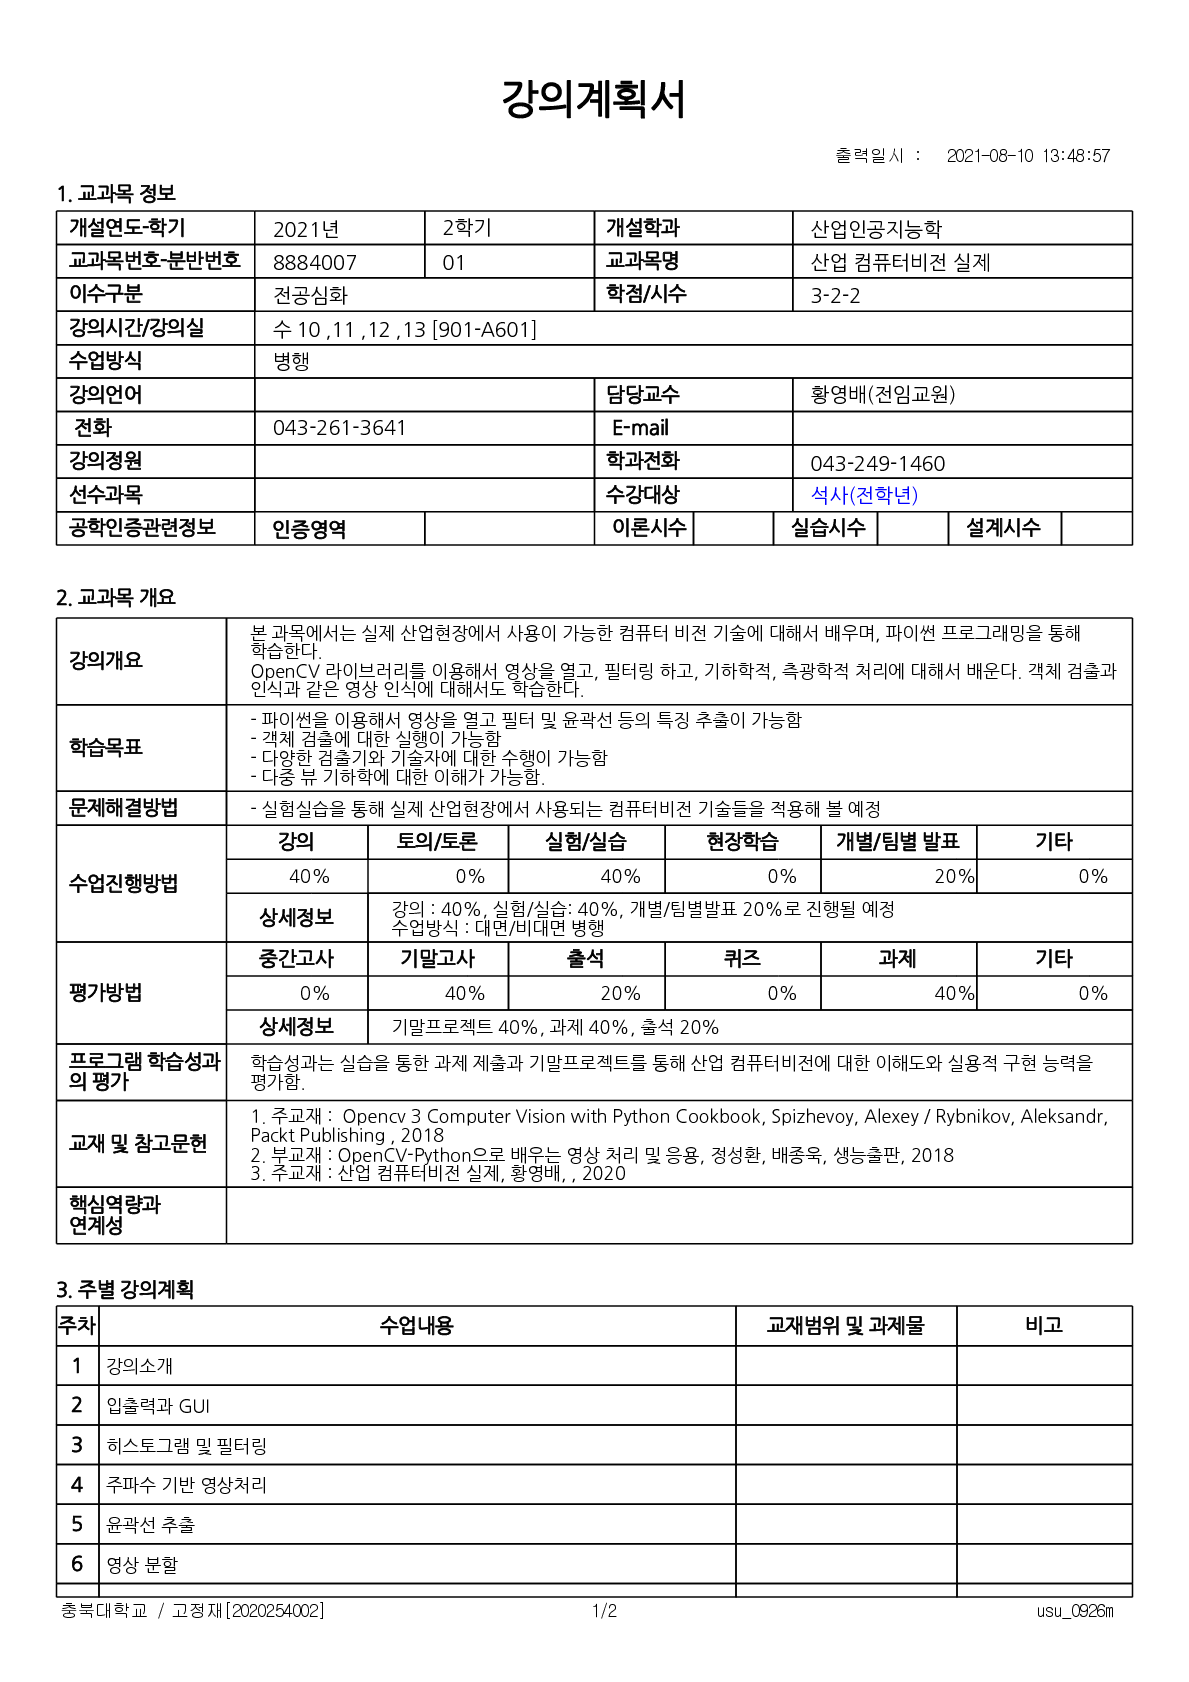 강의계획서
출력일시 : 2021-08-10 13:48:57
1. 교과목 정보
개설연도-학기 2021년 2학기 개설학과 산업인공지능학
교과목번호-분반번호 8884007 01 교과목명 산업 컴퓨터비전 실제
이수구분 전공심화 학점/시수 3-2-2
강의시간/강의실 수 10 ,11 ,12 ,13 [901-A601]
수업방식 병행
강의언어 담당교수 황영배(전임교원)
전화 043-261-3641 E-mail
강의정원 학과전화 043-249-1460
선수과목 수강대상 석사(전학년)
공학인증관련정보 인증영역 이론시수 실습시수 설계시수
2. 교과목 개요
강의개요
본 과목에서는 실제 산업현장에서 사용이 가능한 컴퓨터 비전 기술에 대해서 배우며, 파이썬 프로그래밍을 통해
학습한다.
OpenCV 라이브러리를 이용해서 영상을 열고, 필터링 하고, 기하학적, 측광학적 처리에 대해서 배운다. 객체 검출과
인식과 같은 영상 인식에 대해서도 학습한다.
학습목표
- 파이썬을 이용해서 영상을 열고 필터 및 윤곽선 등의 특징 추출이 가능함
- 객체 검출에 대한 실행이 가능함
- 다양한 검출기와 기술자에 대한 수행이 가능함
- 다중 뷰 기하학에 대한 이해가 가능함.
문제해결방법 - 실험실습을 통해 실제 산업현장에서 사용되는 컴퓨터비전 기술들을 적용해 볼 예정
수업진행방법
강의 토의/토론 실험/실습 현장학습 개별/팀별 발표 기타
40% 0% 40% 0% 20% 0%
상세정보
강의 : 40%, 실험/실습: 40%, 개별/팀별발표 20%로 진행될 예정
수업방식 : 대면/비대면 병행
평가방법
중간고사 기말고사 출석 퀴즈 과제 기타
0% 40% 20% 0% 40% 0%
상세정보 기말프로젝트 40%, 과제 40%, 출석 20%
프로그램 학습성과
의 평가
학습성과는 실습을 통한 과제 제출과 기말프로젝트를 통해 산업 컴퓨터비전에 대한 이해도와 실용적 구현 능력을
평가함.
교재 및 참고문헌
1. 주교재 : Opencv 3 Computer Vision with Python Cookbook, Spizhevoy, Alexey / Rybnikov, Aleksandr,
Packt Publishing , 2018
2. 부교재 : OpenCV-Python으로 배우는 영상 처리 및 응용, 정성환, 배종욱, 생능출판, 2018
3. 주교재 : 산업 컴퓨터비전 실제, 황영배, , 2020
핵심역량과
연계성
3. 주별 강의계획
주차 수업내용 교재범위 및 과제물 비고
1 강의소개
2 입출력과 GUI
3 히스토그램 및 필터링
4 주파수 기반 영상처리
5 윤곽선 추출
6 영상 분할
충북대학교 / 고정재[2020254002] 1/2 usu_0926m